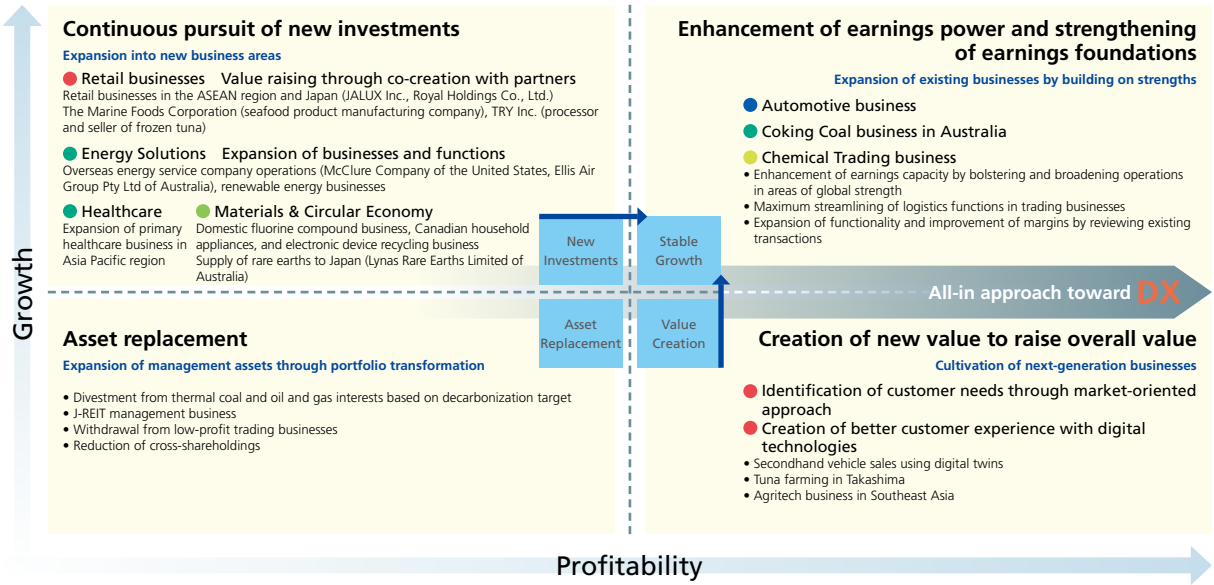 Growth
Continuous pursuit of new investments
Expansion into new business areas
Retail businesses Value raising through co-creation with partners
Retail businesses in the ASEAN region and Japan (JALUX Inc., Royal Holdings Co., Ltd.)
The Marine Foods Corporation (seafood product manufacturing company), TRY Inc. (processor
and seller of frozen tuna)
Energy Solutions Expansion of businesses and functions
Overseas energy service company operations (McClure Company of the United States, Ellis Air
Group Pty Ltd of Australia), renewable energy businesses
Healthcare
Expansion of primary
healthcare business in
Asia Pacific region
Materials & Circular Economy
Domestic fluorine compound business, Canadian household
appliances, and electronic device recycling business
Supply of rare earths to Japan (Lynas Rare Earths Limited of
Australia)
Enhancement of earnings power and strengthening
of earnings foundations
Expansion of existing businesses by building on strengths
Automotive business
Coking Coal business in Australia
Chemical Trading business
• Enhancement of earnings capacity by bolstering and broadening operations
in areas of global strength
• Maximum streamlining of logistics functions in trading businesses
• Expansion of functionality and improvement of margins by reviewing existing
transactions
New
Investments
Stable
Growth
Asset
Replacement
Value
Creation
All-in approach toward DX
Asset replacement
Expansion of management assets through portfolio transformation
• Divestment from thermal coal and oil and gas interests based on decarbonization target
• J-REIT management business
• Withdrawal from low-profit trading businesses
• Reduction of cross-shareholdings
Creation of new value to raise overall value
Cultivation of next-generation businesses
Identification of customer needs through market-oriented
approach
Creation of better customer experience with digital
technologies
• Secondhand vehicle sales using digital twins
• Tuna farming in Takashima
• Agritech business in Southeast Asia
Profitability